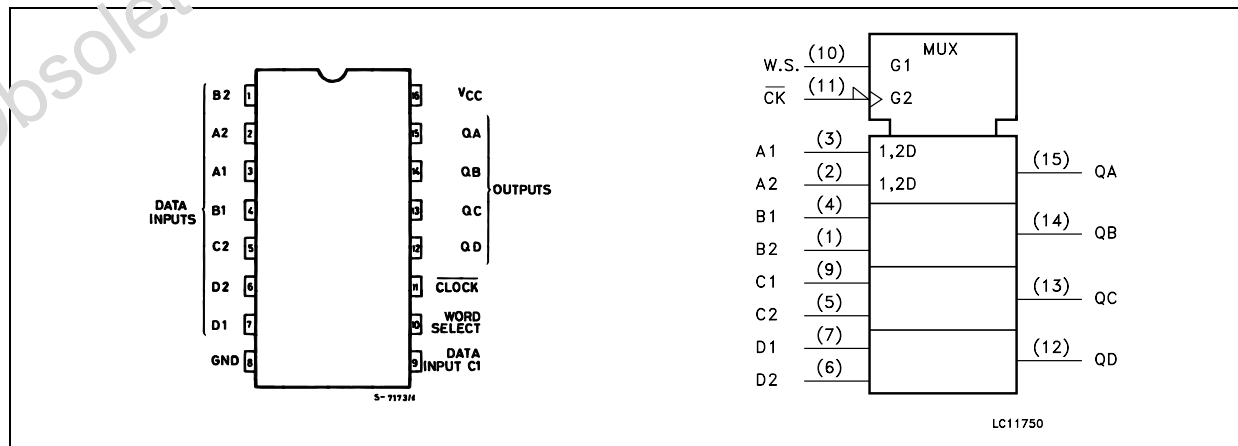 obsolet
B2 1
A2 2
A1 3
B1 4
C2 5
D2 6
D1 7
GND 8
DATA
INPUTS
16 VCC
15 QA
14 QB
13 QC
12 QD
OUTPUTS
11 CLOCK
10 WORD
SELECT
9 DATA
INPUT C1
S-7173/4
MUX
W.S. (10) G1
CK (11) G2
A1 (3) 1,2D
A2 (2) 1,2D
B1 (4)
B2 (1)
C1 (9)
C2 (5)
D1 (7)
D2 (6)
(15) QA
(14) QB
(13) QC
(12) QD
LC11750